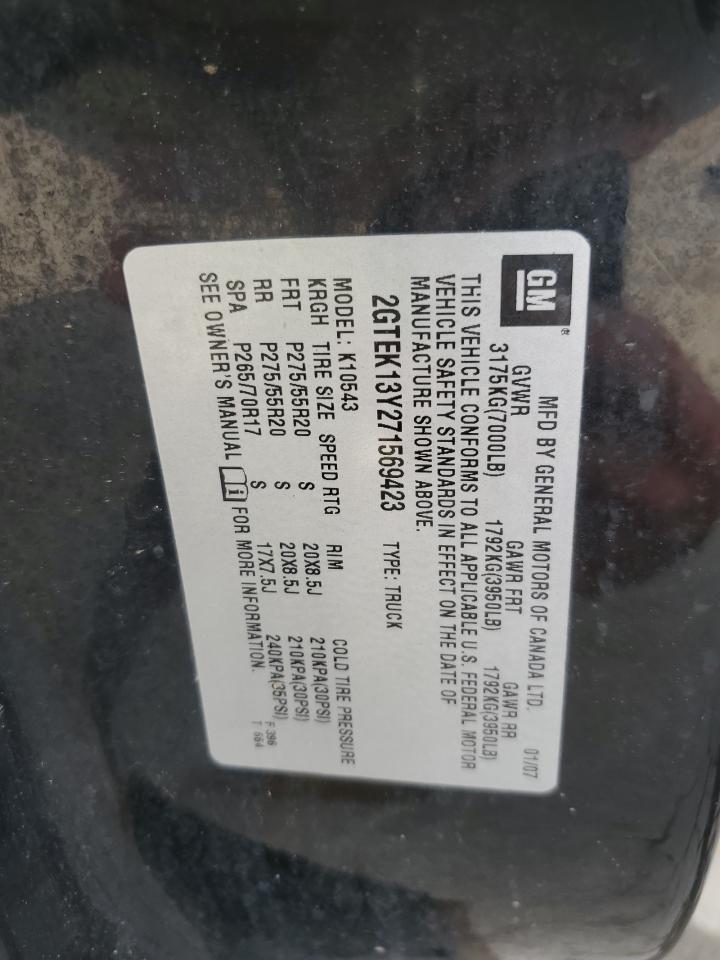 GM®
MFD BY GENERAL MOTORS OF CANADA LTD. 01/07
GVWR GAWR FRT GAWR RR
3175KG(7000LB) 1792KG(3950LB) 1792KG(3950LB)
THIS VEHICLE CONFORMS TO ALL APPLICABLE U.S. FEDERAL MOTOR
VEHICLE SAFETY STANDARDS IN EFFECT ON THE DATE OF
MANUFACTURE SHOWN ABOVE.
2GTEK13Y271569423 TYPE: TRUCK
MODEL: K10543
KRGH TIRE SIZE SPEED RTG RIM COLD TIRE PRESSURE
FRT P275/55R20 S 20X8.5J 210KPA(30PSI)
RR P275/55R20 S 20X8.5J 210KPA(30PSI)
SPA P265/70R17 S 17X7.5J 240KPA(35PSI)
SEE OWNER'S MANUAL FOR MORE INFORMATION.
F 396
T 564